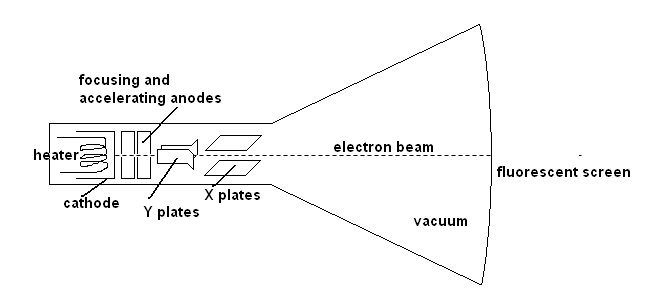 focusing and
accelerating anodes
heater
electron beam
fluorescent screen
cathode
Y plates
X plates
vacuum